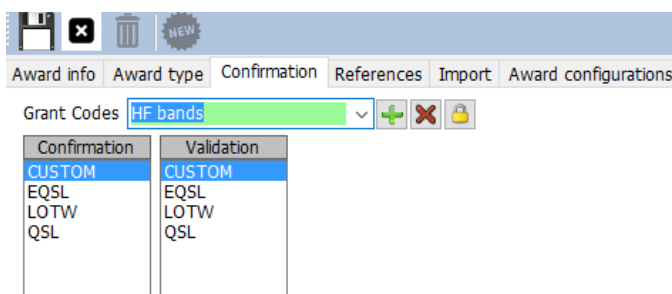 NEW
Award info Award type Confirmation References Import Award configurations
Grant Codes HF bands
Confirmation Validation
CUSTOM CUSTOM
EQSL EQSL
LOTW LOTW
QSL QSL